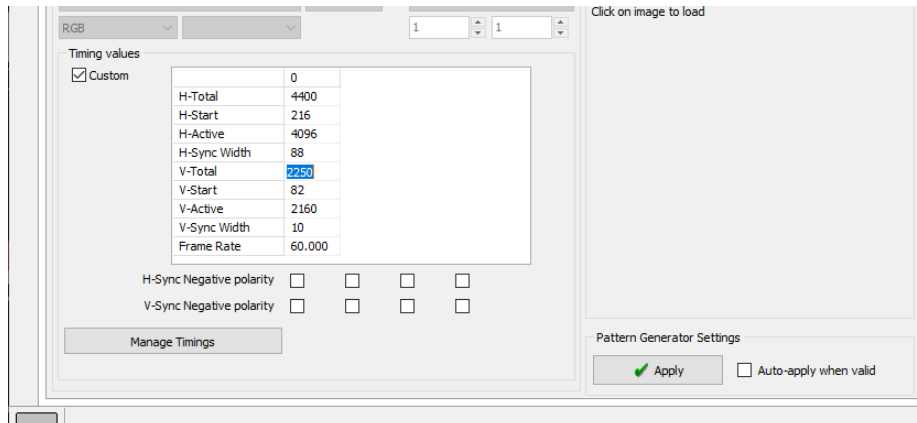 Click on image to load
RGB 1 1
Timing values
Custom
0
H-Total 4400
H-Start 216
H-Active 4096
H-Sync Width 88
V-Total 2250
V-Start 82
V-Active 2160
V-Sync Width 10
Frame Rate 60.000
H-Sync Negative polarity
V-Sync Negative polarity
Manage Timings
Pattern Generator Settings
Apply Auto-apply when valid